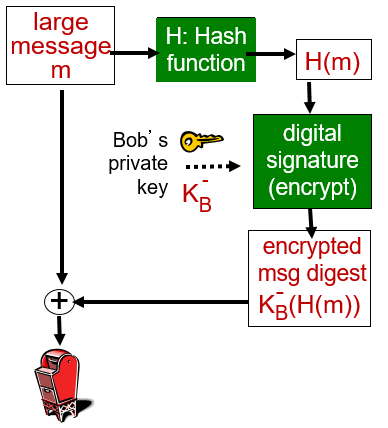 large
message
m
H: Hash
function
H(m)
Bob's
private
key
K_B^-
digital
signature
(encrypt)
encrypted
msg digest
K_B^-(H(m))
+